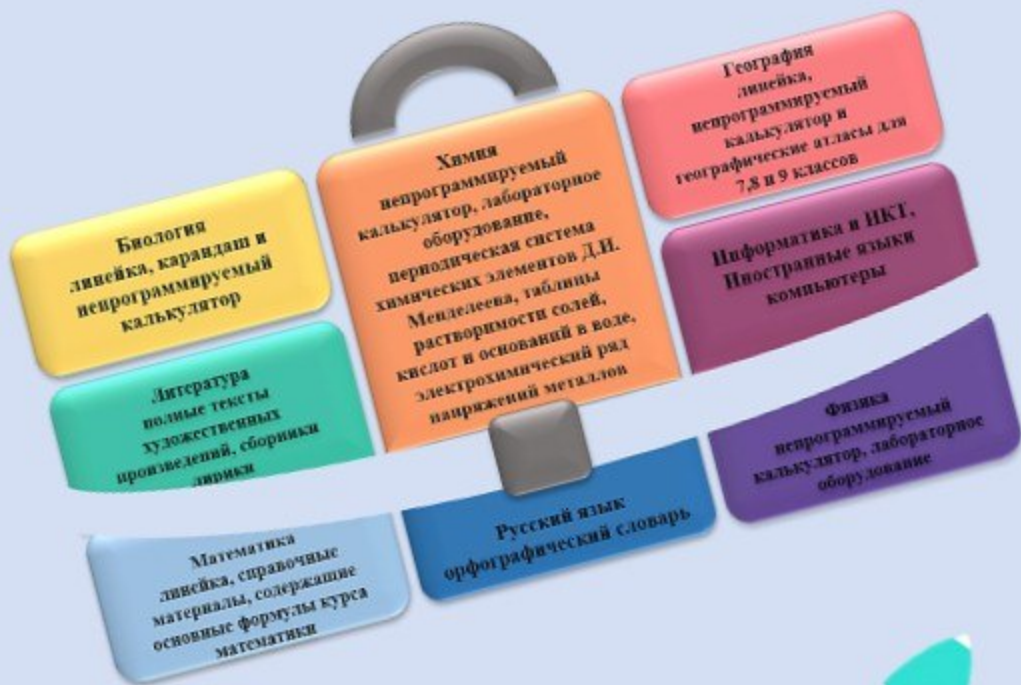 Биология
линейка, карандаш и
непрограммируемый
калькулятор
Литература
полные тексты
художественных
произведений, сборники
лирики
Математика
линейка, справочные
материалы, содержащие
основные формулы курса
математики
Химия
непрограммируемый
калькулятор, лабораторное
оборудование,
периодическая система
химических элементов Д.И.
Менделеева, таблицы
растворимости солей,
кислот и оснований в воде,
электрохимический ряд
напряжений металлов
Русский язык
орфографический словарь
География
линейка,
непрограммируемый
калькулятор и
географические атласы для
7,8 и 9 классов
Информатика и ИКТ,
Иностранные языки
компьютеры
Физика
непрограммируемый
калькулятор, лабораторное
оборудование